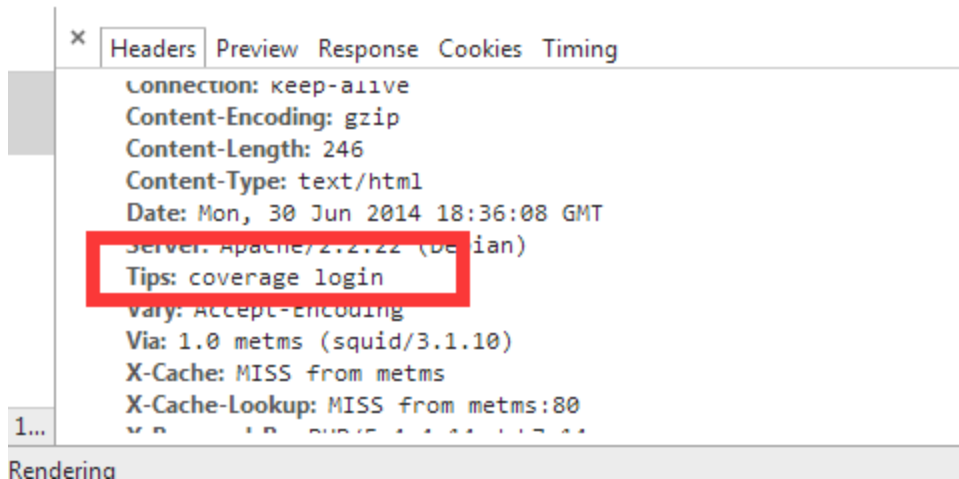 × Headers Preview Response Cookies Timing
Connection: keep-alive
Content-Encoding: gzip
Content-Length: 246
Content-Type: text/html
Date: Mon, 30 Jun 2014 18:36:08 GMT
Server: Apache/2.2.22 (Debian)
Tips: coverage login
Vary: Accept-Encoding
Via: 1.0 metms (squid/3.1.10)
X-Cache: MISS from metms
X-Cache-Lookup: MISS from metms:80
1...
Rendering